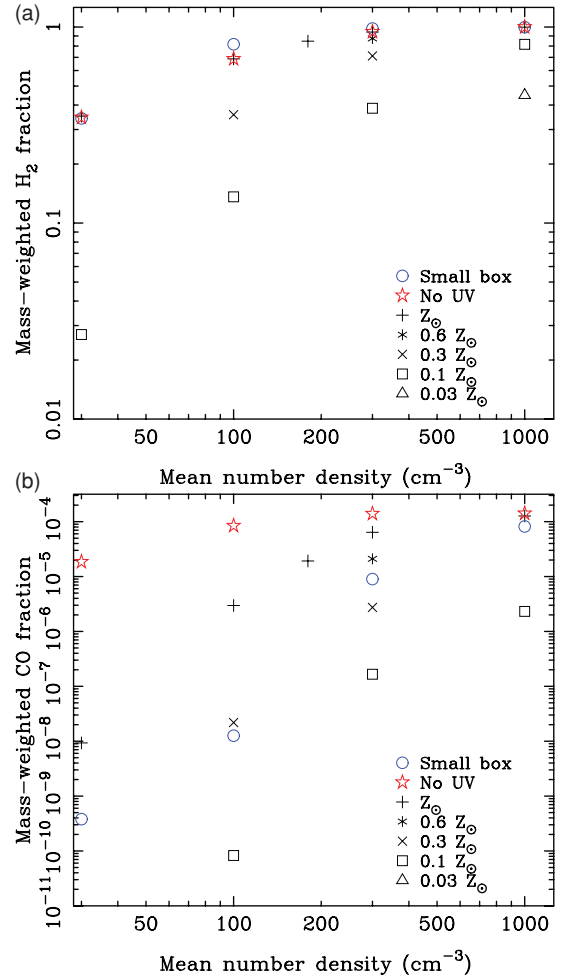 (a)
Mass-weighted H₂ fraction
1
0.1
0.01
Small box
No UV
Z⊙
0.6 Z⊙
0.3 Z⊙
0.1 Z⊙
0.03 Z⊙
50 100 200 500 1000
Mean number density (cm⁻³)
(b)
Mass-weighted CO fraction
10⁻⁴
10⁻⁵
10⁻⁶
10⁻⁷
10⁻⁸
10⁻⁹
10⁻¹⁰
10⁻¹¹
Small box
No UV
Z⊙
0.6 Z⊙
0.3 Z⊙
0.1 Z⊙
0.03 Z⊙
50 100 200 500 1000
Mean number density (cm⁻³)